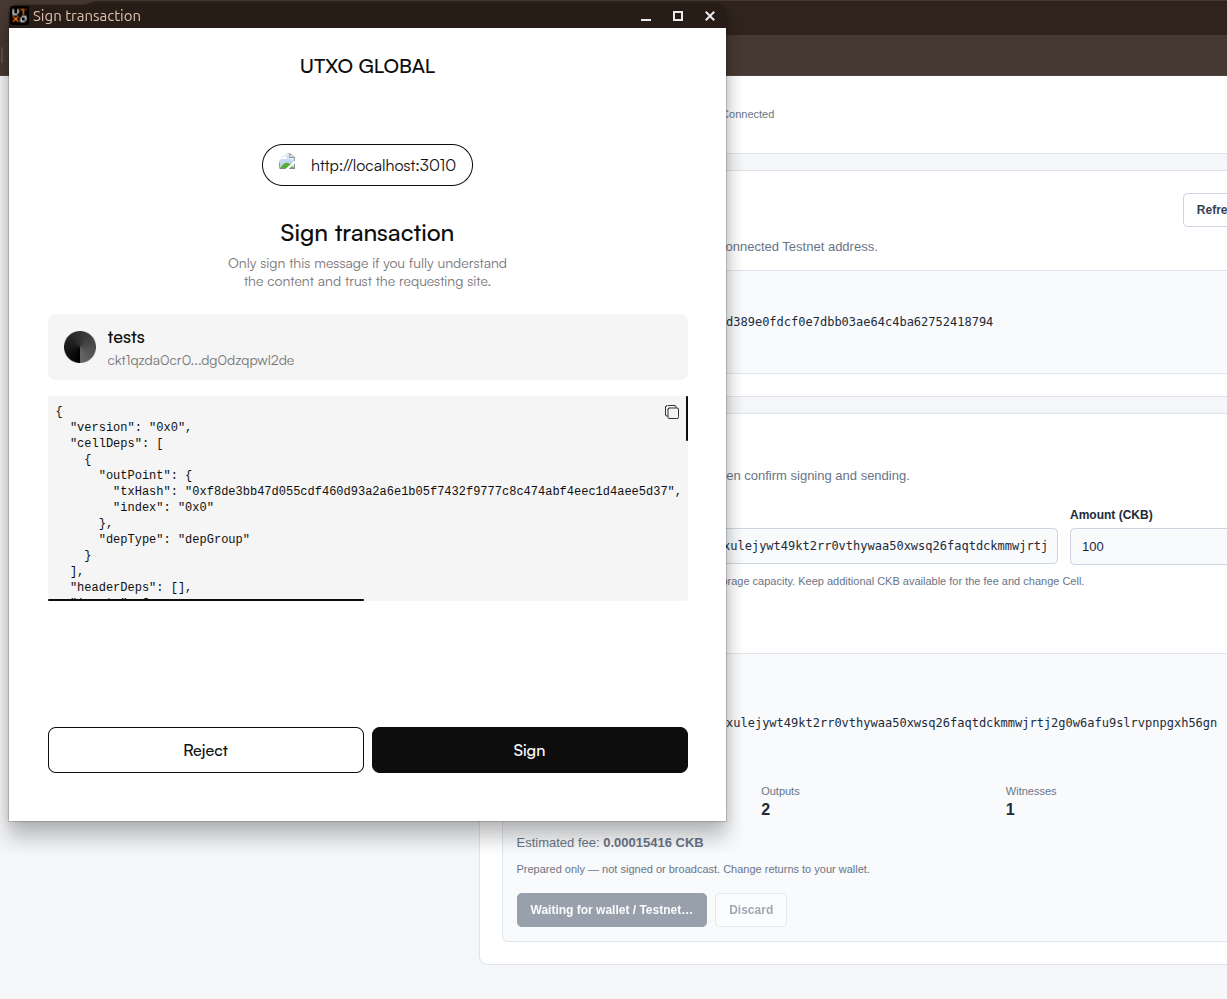 Sign transaction
UTXO GLOBAL
http://localhost:3010
Sign transaction
Only sign this message if you fully understand
the content and trust the requesting site.
tests
ckt1qzda0cr0...dg0dzqpwl2de
{
"version": "0x0",
"cellDeps": [
{
"outPoint": {
"txHash": "0xf8de3bb47d055cdf460d93a2a6e1b05f7432f9777c8c474abf4eec1d4aee5d37",
"index": "0x0"
},
"depType": "depGroup"
}
],
"headerDeps": [],
Reject
Sign
Connected
Refre
onnected Testnet address.
d389e0fdcf0e7dbb03ae64c4ba62752418794
en confirm signing and sending.
Amount (CKB)
xulejywt49kt2rr0vthywaa50xwsq26faqtdckmmwjrtj
100
rage capacity. Keep additional CKB available for the fee and change Cell.
xulejywt49kt2rr0vthywaa50xwsq26faqtdckmmwjrtj2g0w6afu9slrvpnpgxh56gn
Outputs
Witnesses
2
1
Estimated fee: 0.00015416 CKB
Prepared only — not signed or broadcast. Change returns to your wallet.
Waiting for wallet / Testnet...
Discard